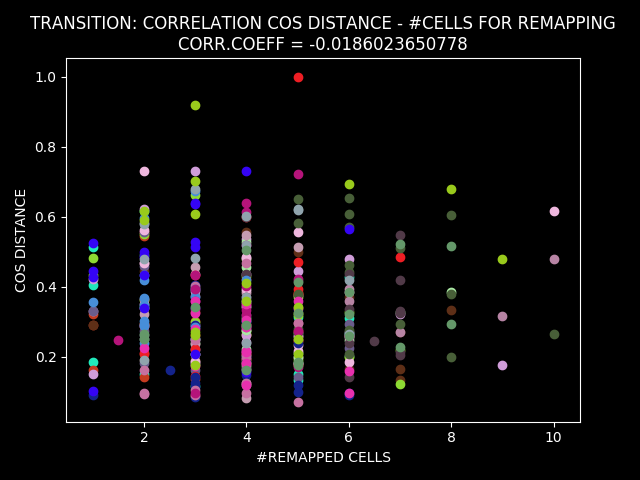 TRANSITION: CORRELATION COS DISTANCE - #CELLS FOR REMAPPING
CORR.COEFF = -0.0186023650778
1.0
0.8
0.6
0.4
0.2
COS DISTANCE
2 4 6 8 10
#REMAPPED CELLS